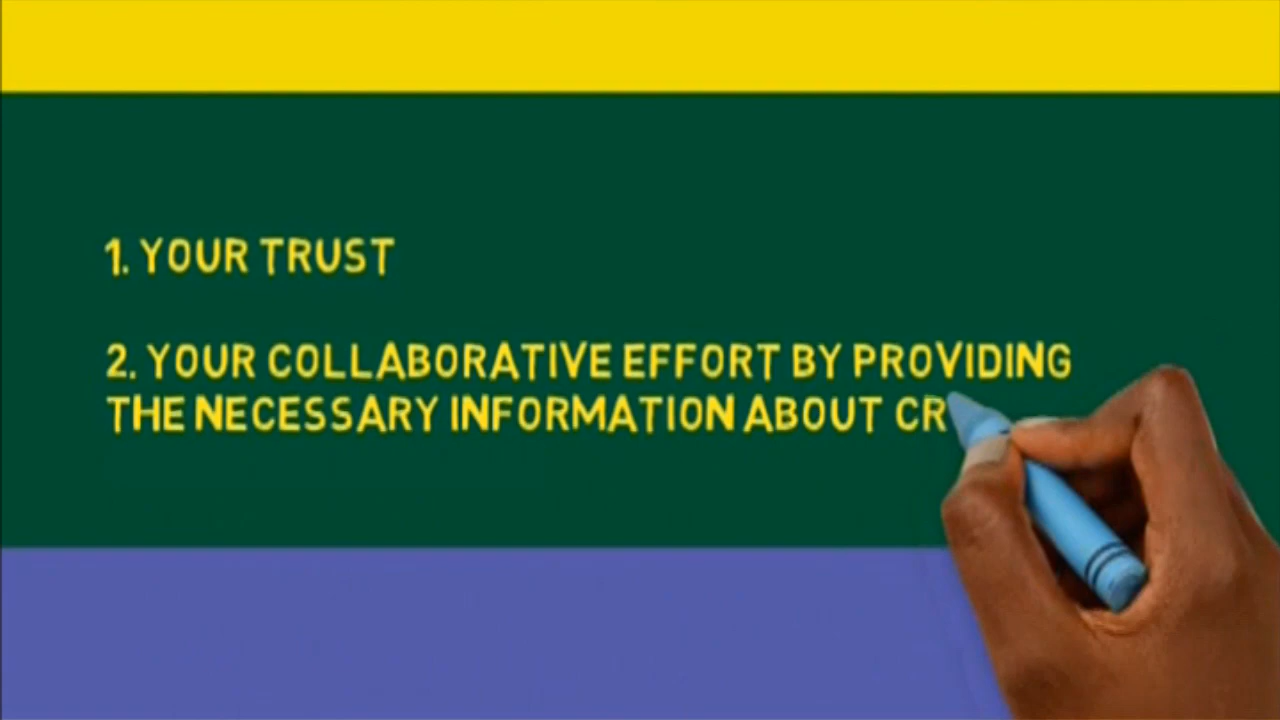 1. YOUR TRUST
2. YOUR COLLABORATIVE EFFORT BY PROVIDING
THE NECESSARY INFORMATION ABOUT CR